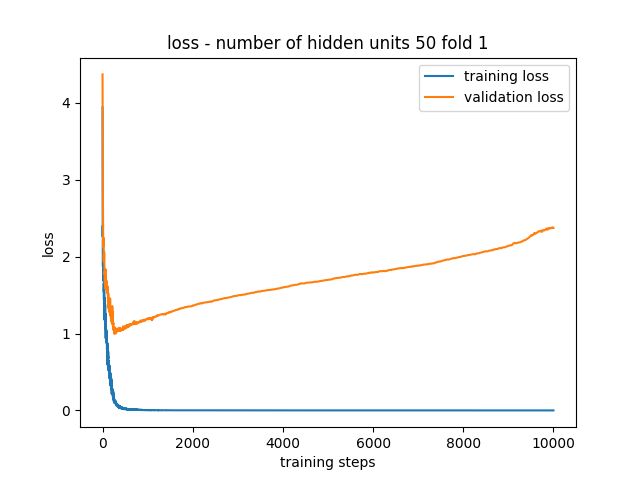 loss - number of hidden units 50 fold 1
training loss
validation loss
4
3
2
1
0
loss
0
2000
4000
6000
8000
10000
training steps